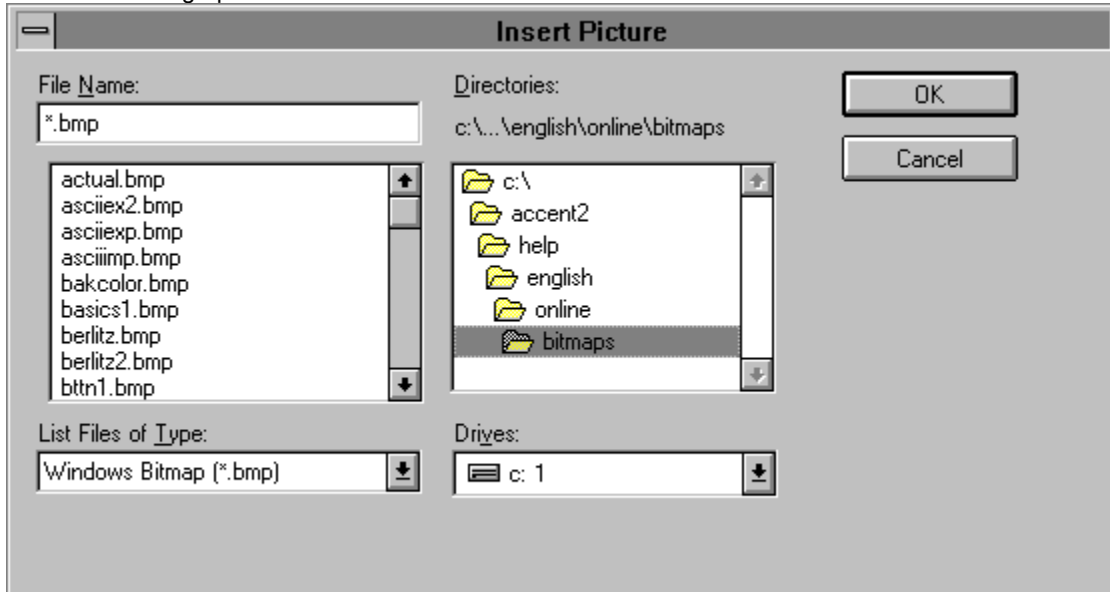 Insert Picture
File Name:
*.bmp
actual.bmp
asciiex2.bmp
asciiexp.bmp
asciiimp.bmp
bakcolor.bmp
basics1.bmp
berlitz.bmp
berlitz2.bmp
bttn1.bmp
List Files of Type:
Windows Bitmap (*.bmp)
Directories:
c:\...\english\online\bitmaps
c:\
accent2
help
english
online
bitmaps
Drives:
c: 1
OK
Cancel